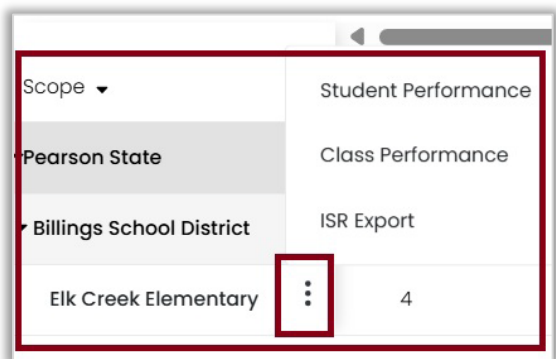 Scope
Student Performance
Pearson State
Class Performance
Billings School District
ISR Export
Elk Creek Elementary
4